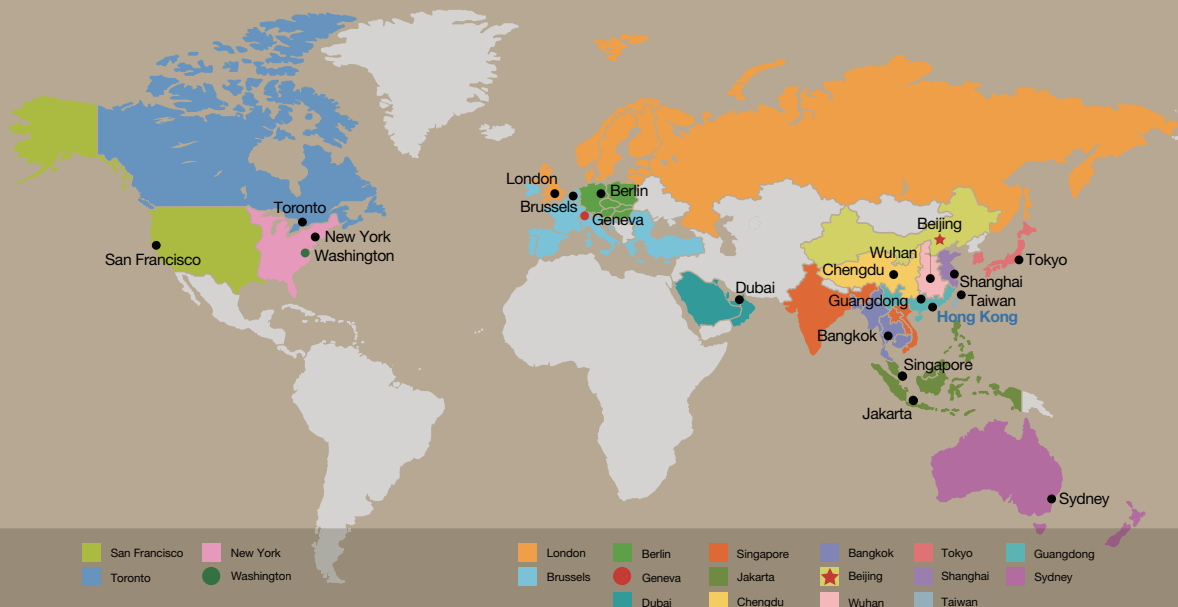 London
Berlin
Brussels
Geneva
Toronto
New York
Washington
San Francisco
Beijing
Wuhan
Chengdu
Tokyo
Shanghai
Dubai
Guangdong
Taiwan
Hong Kong
Bangkok
Singapore
Jakarta
Sydney
San Francisco
New York
London
Berlin
Singapore
Bangkok
Tokyo
Guangdong
Toronto
Washington
Brussels
Geneva
Jakarta
Beijing
Shanghai
Sydney
Dubai
Chengdu
Wuhan
Taiwan